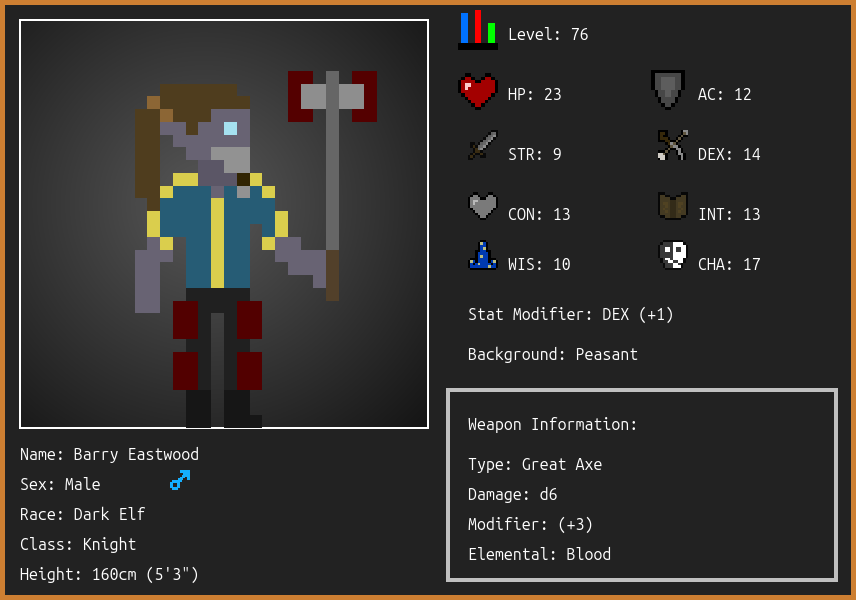 Level: 76
HP: 23
AC: 12
STR: 9
DEX: 14
CON: 13
INT: 13
WIS: 10
CHA: 17
Stat Modifier: DEX (+1)
Background: Peasant
Weapon Information:
Type: Great Axe
Damage: d6
Modifier: (+3)
Elemental: Blood
Name: Barry Eastwood
Sex: Male
Race: Dark Elf
Class: Knight
Height: 160cm (5'3")